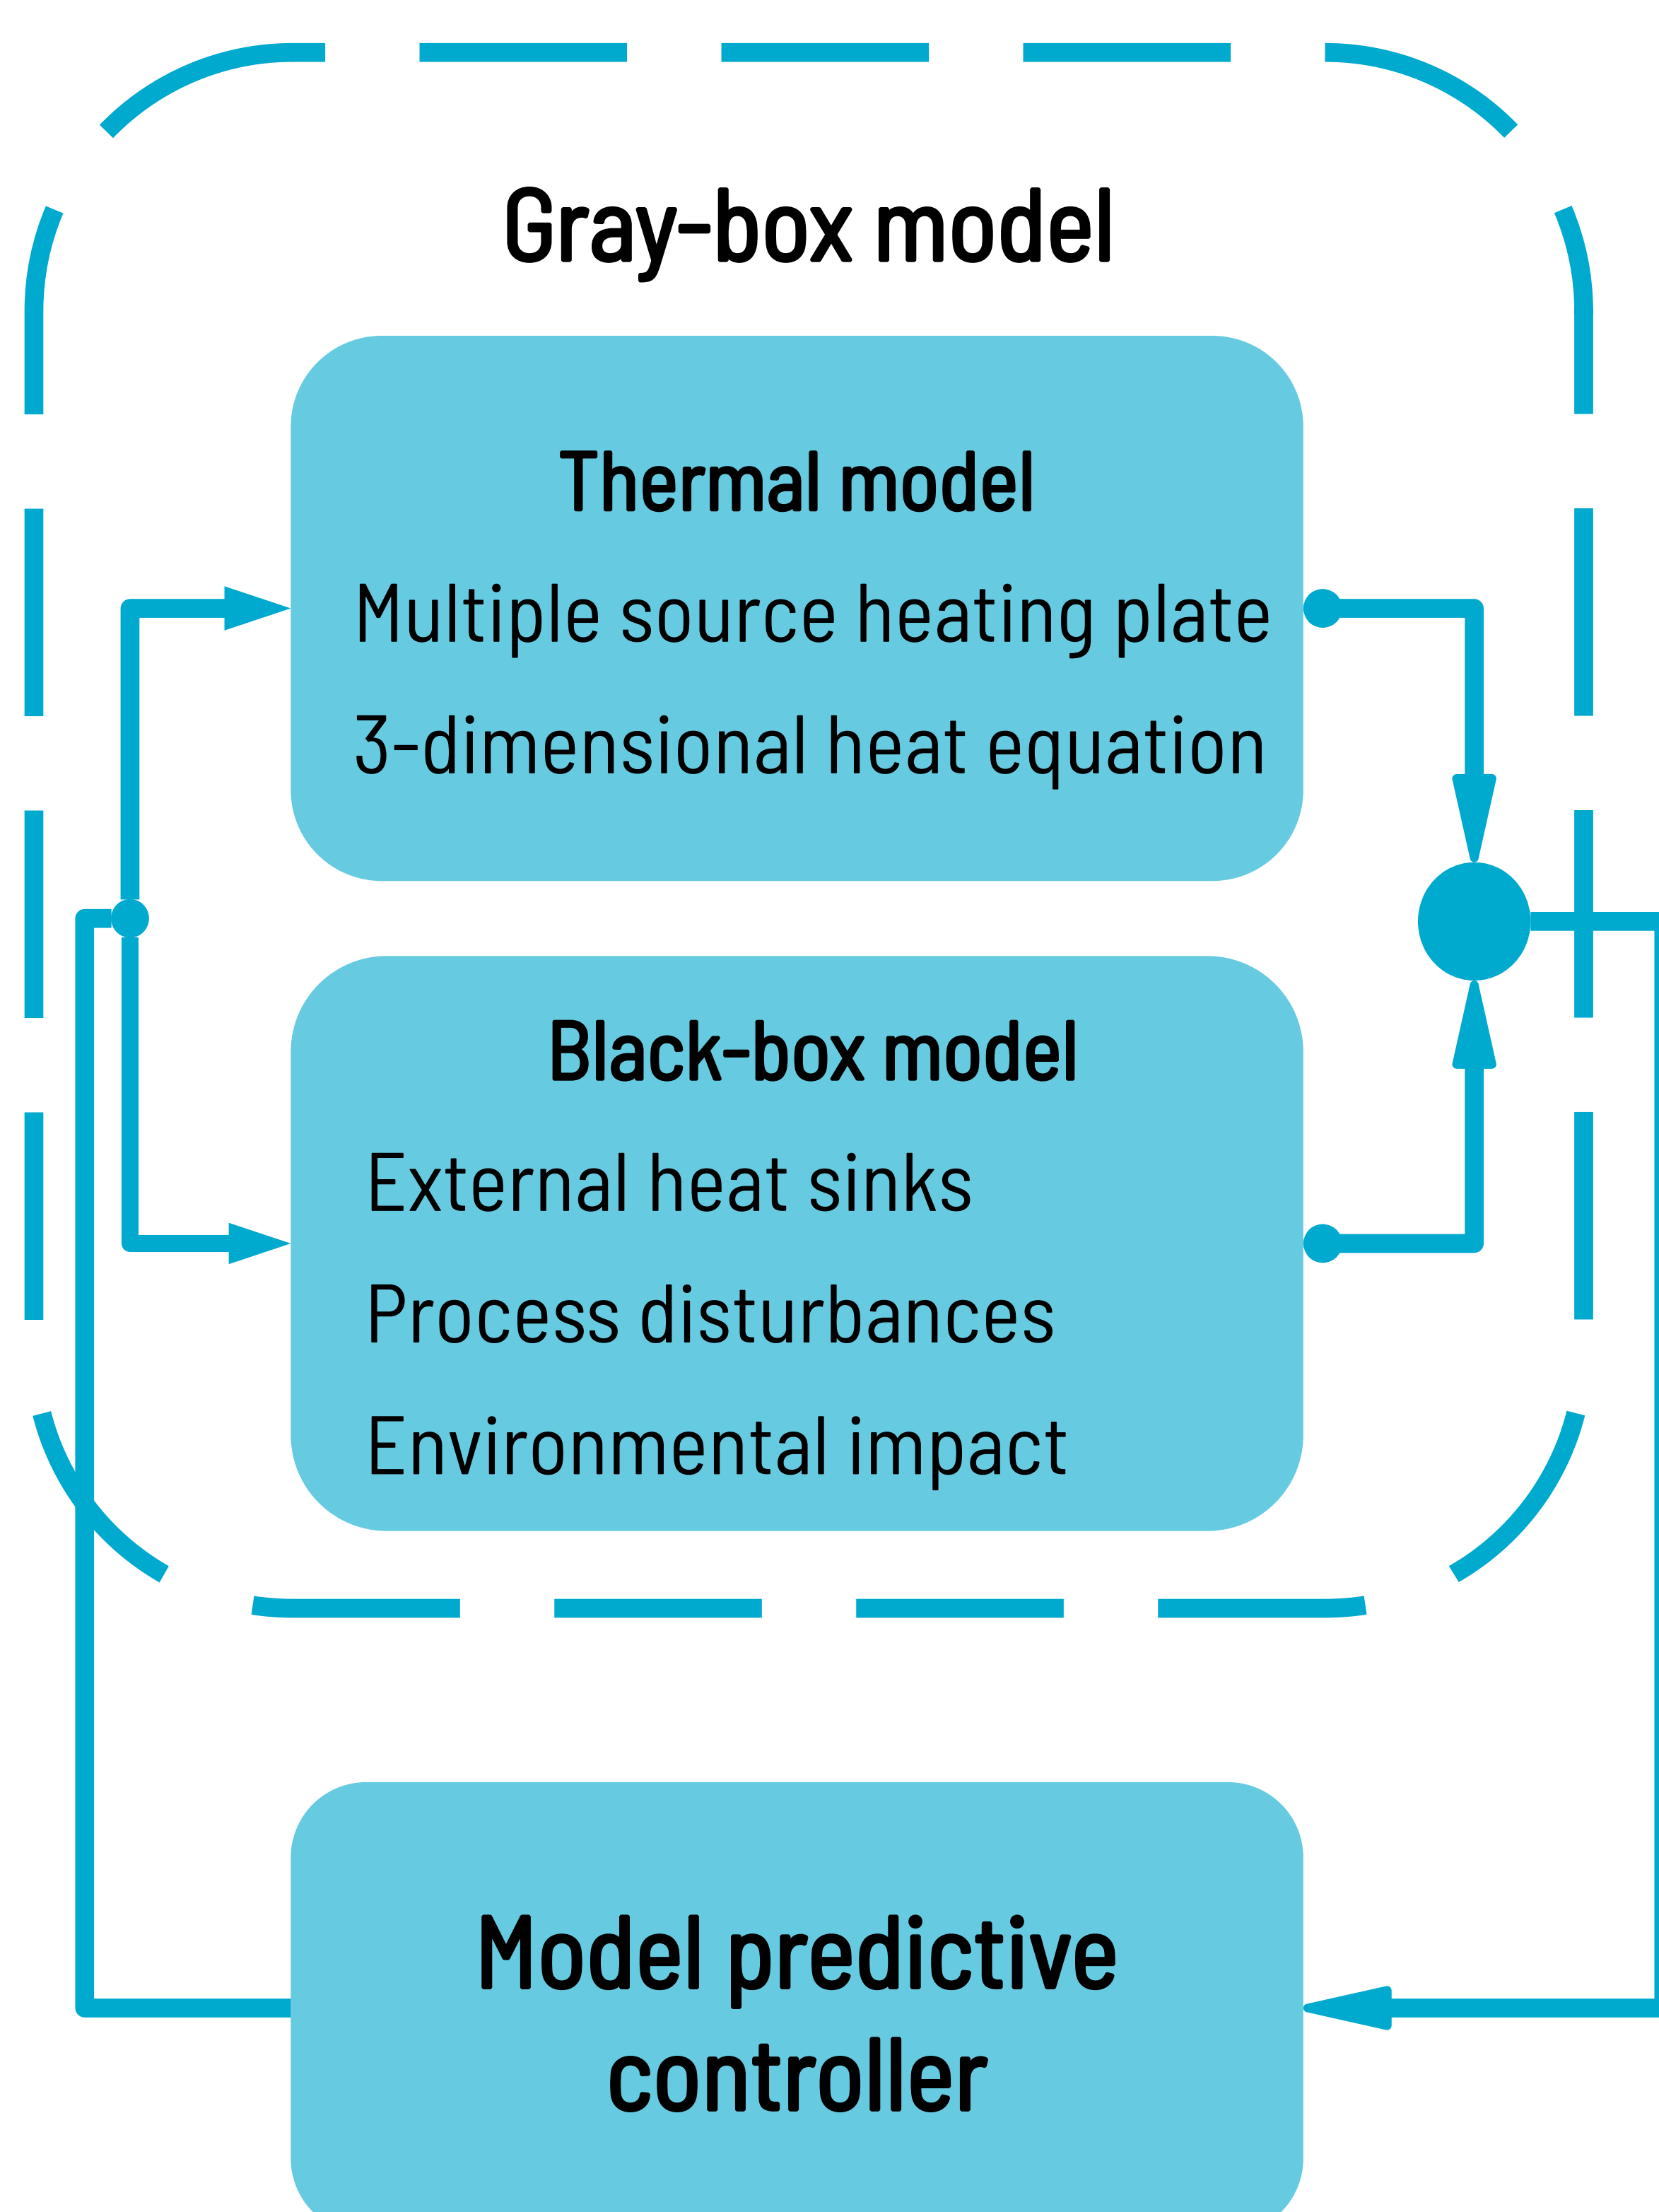 Gray-box model
Thermal model
Multiple source heating plate
3-dimensional heat equation
Black-box model
External heat sinks
Process disturbances
Environmental impact
Model predictive
controller